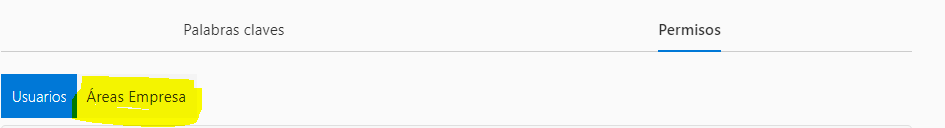 Palabras claves Permisos
Usuarios Áreas Empresa